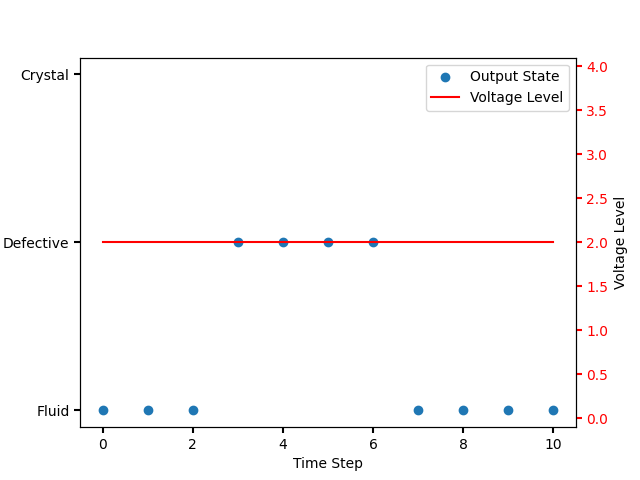 Crystal
Defective
Fluid
0
2
4
6
8
10
Time Step
Output State
Voltage Level
4.0
3.5
3.0
2.5
2.0
1.5
1.0
0.5
0.0
Voltage Level